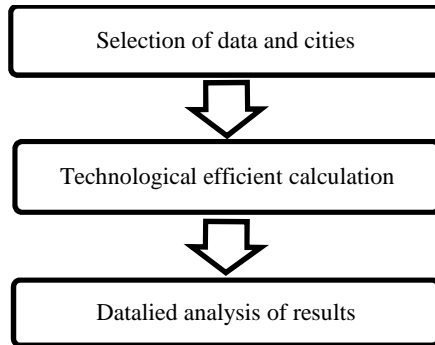 Selection of data and cities
Technological efficient calculation
Datalied analysis of results